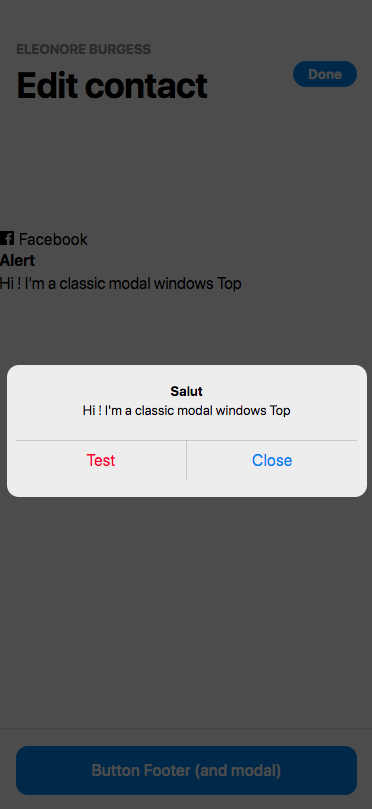 ELEONORE BURGESS
Edit contact
Done
Facebook
Alert
Hi ! I'm a classic modal windows Top
Salut
Hi ! I'm a classic modal windows Top
Test
Close
Button Footer (and modal)